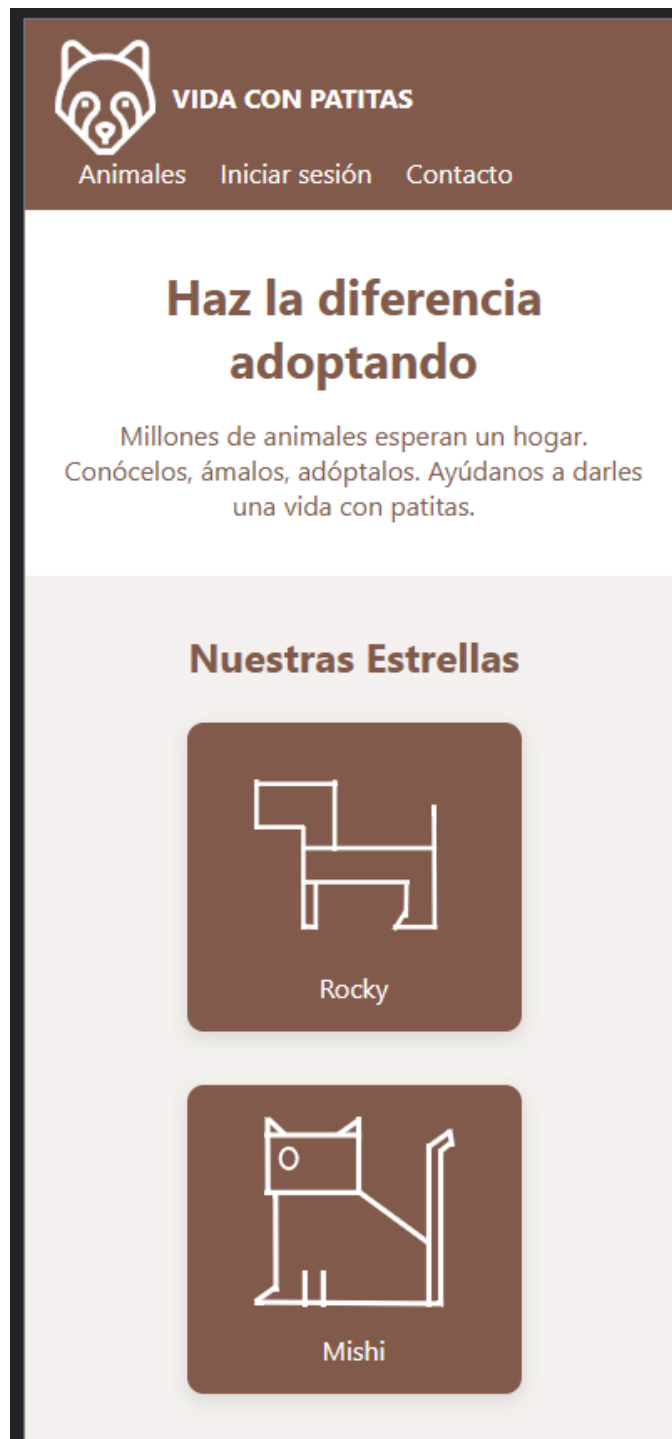 VIDA CON PATITAS
Animales Iniciar sesión Contacto
Haz la diferencia
adoptando
Millones de animales esperan un hogar.
Conócelos, ámalos, adóptalos. Ayúdanos a darles
una vida con patitas.
Nuestras Estrellas
Rocky
Mishi